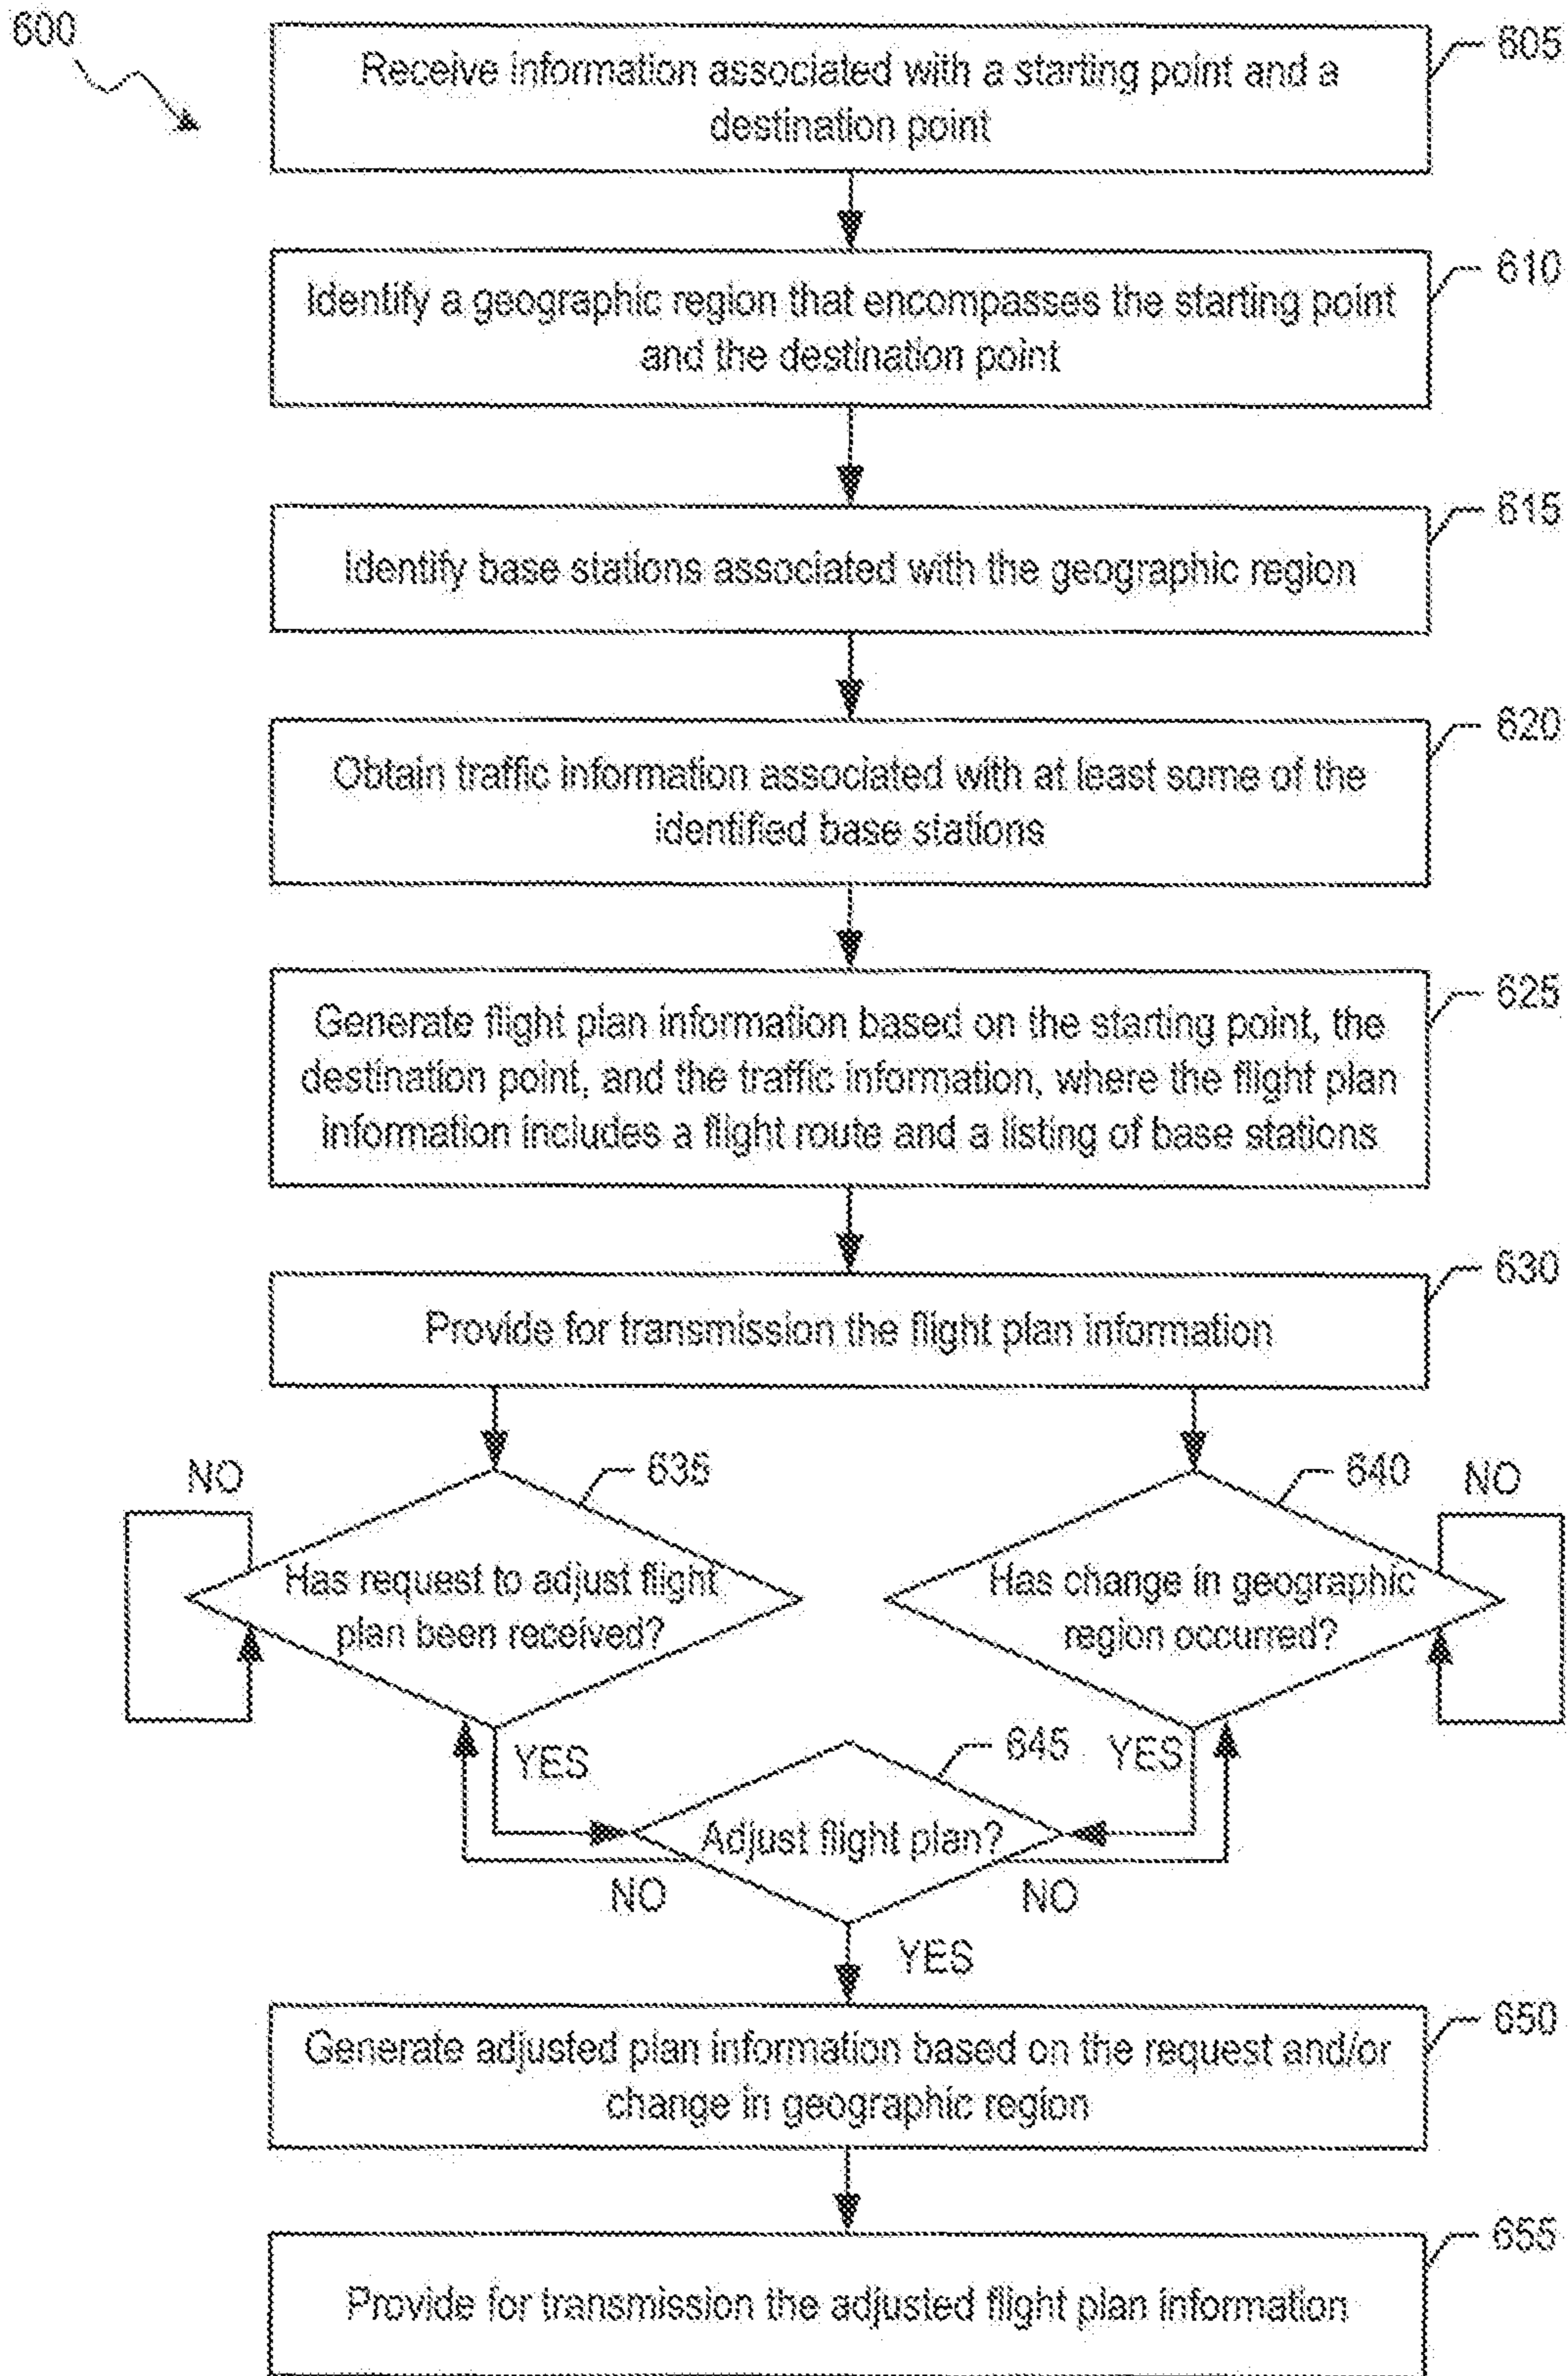 600
Receive information associated with a starting point and a
destination point
605
Identify a geographic region that encompasses the starting point
and the destination point
610
Identify base stations associated with the geographic region
615
Obtain traffic information associated with at least some of the
identified base stations
620
Generate flight plan information based on the starting point, the
destination point, and the traffic information, where the flight plan
information includes a flight route and a listing of base stations
625
Provide for transmission the flight plan information
630
NO
635
Has request to adjust flight
plan been received?
640
NO
Has change in geographic
region occurred?
YES
645
YES
Adjust flight plan?
NO
NO
YES
Generate adjusted plan information based on the request and/or
change in geographic region
650
Provide for transmission the adjusted flight plan information
655